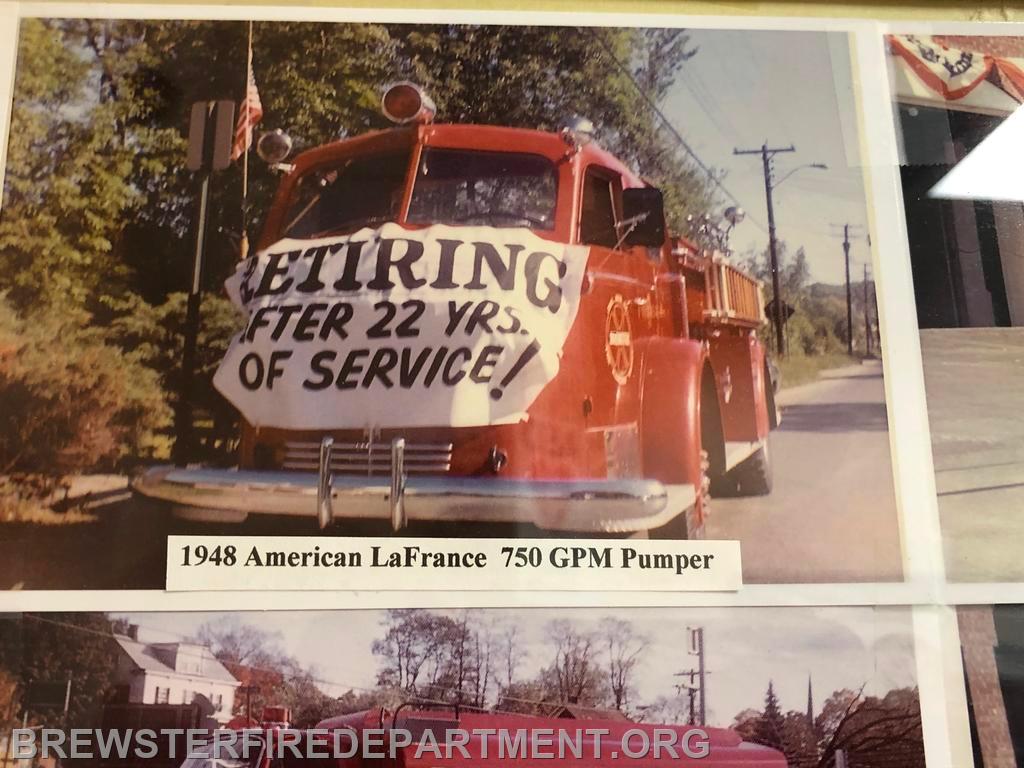 RETIRING
AFTER 22 YRS.
OF SERVICE!
1948 American LaFrance 750 GPM Pumper
BREWSTERFIREDEPARTMENT.ORG